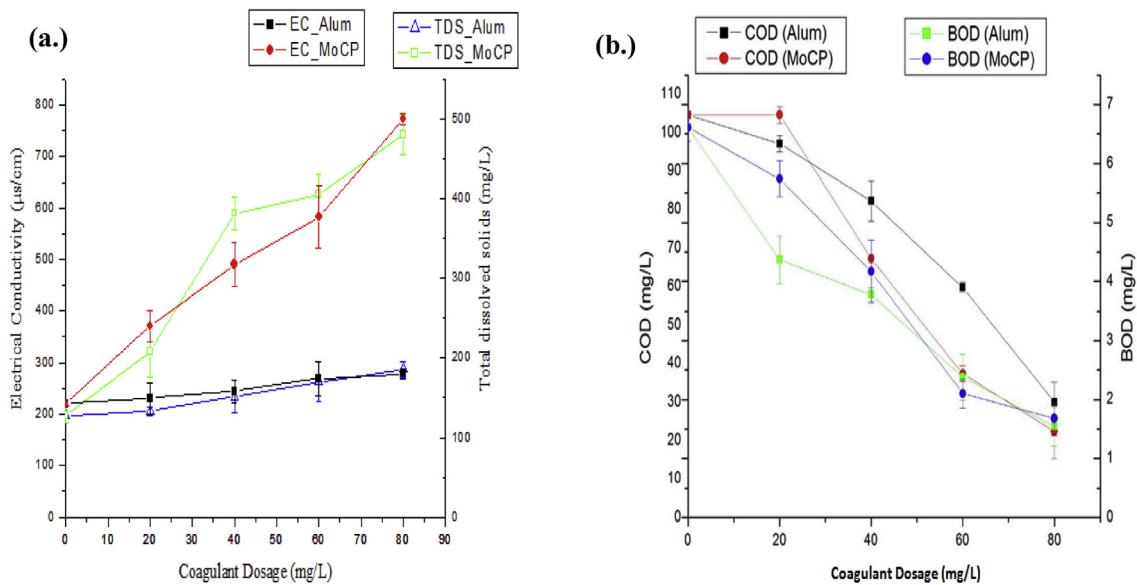 (a.)
EC_Alum
EC_MoCP
TDS_Alum
TDS_MoCP
Electrical Conductivity (µs/cm)
800
700
600
500
400
300
200
100
0
Total dissolved solids (mg/L)
500
400
300
200
100
0
0 10 20 30 40 50 60 70 80 90
Coagulant Dosage (mg/L)
(b.)
COD (Alum)
COD (MoCP)
BOD (Alum)
BOD (MoCP)
COD (mg/L)
110
100
90
80
70
60
50
40
30
20
10
0
BOD (mg/L)
7
6
5
4
3
2
1
0
0 20 40 60 80
Coagulant Dosage (mg/L)